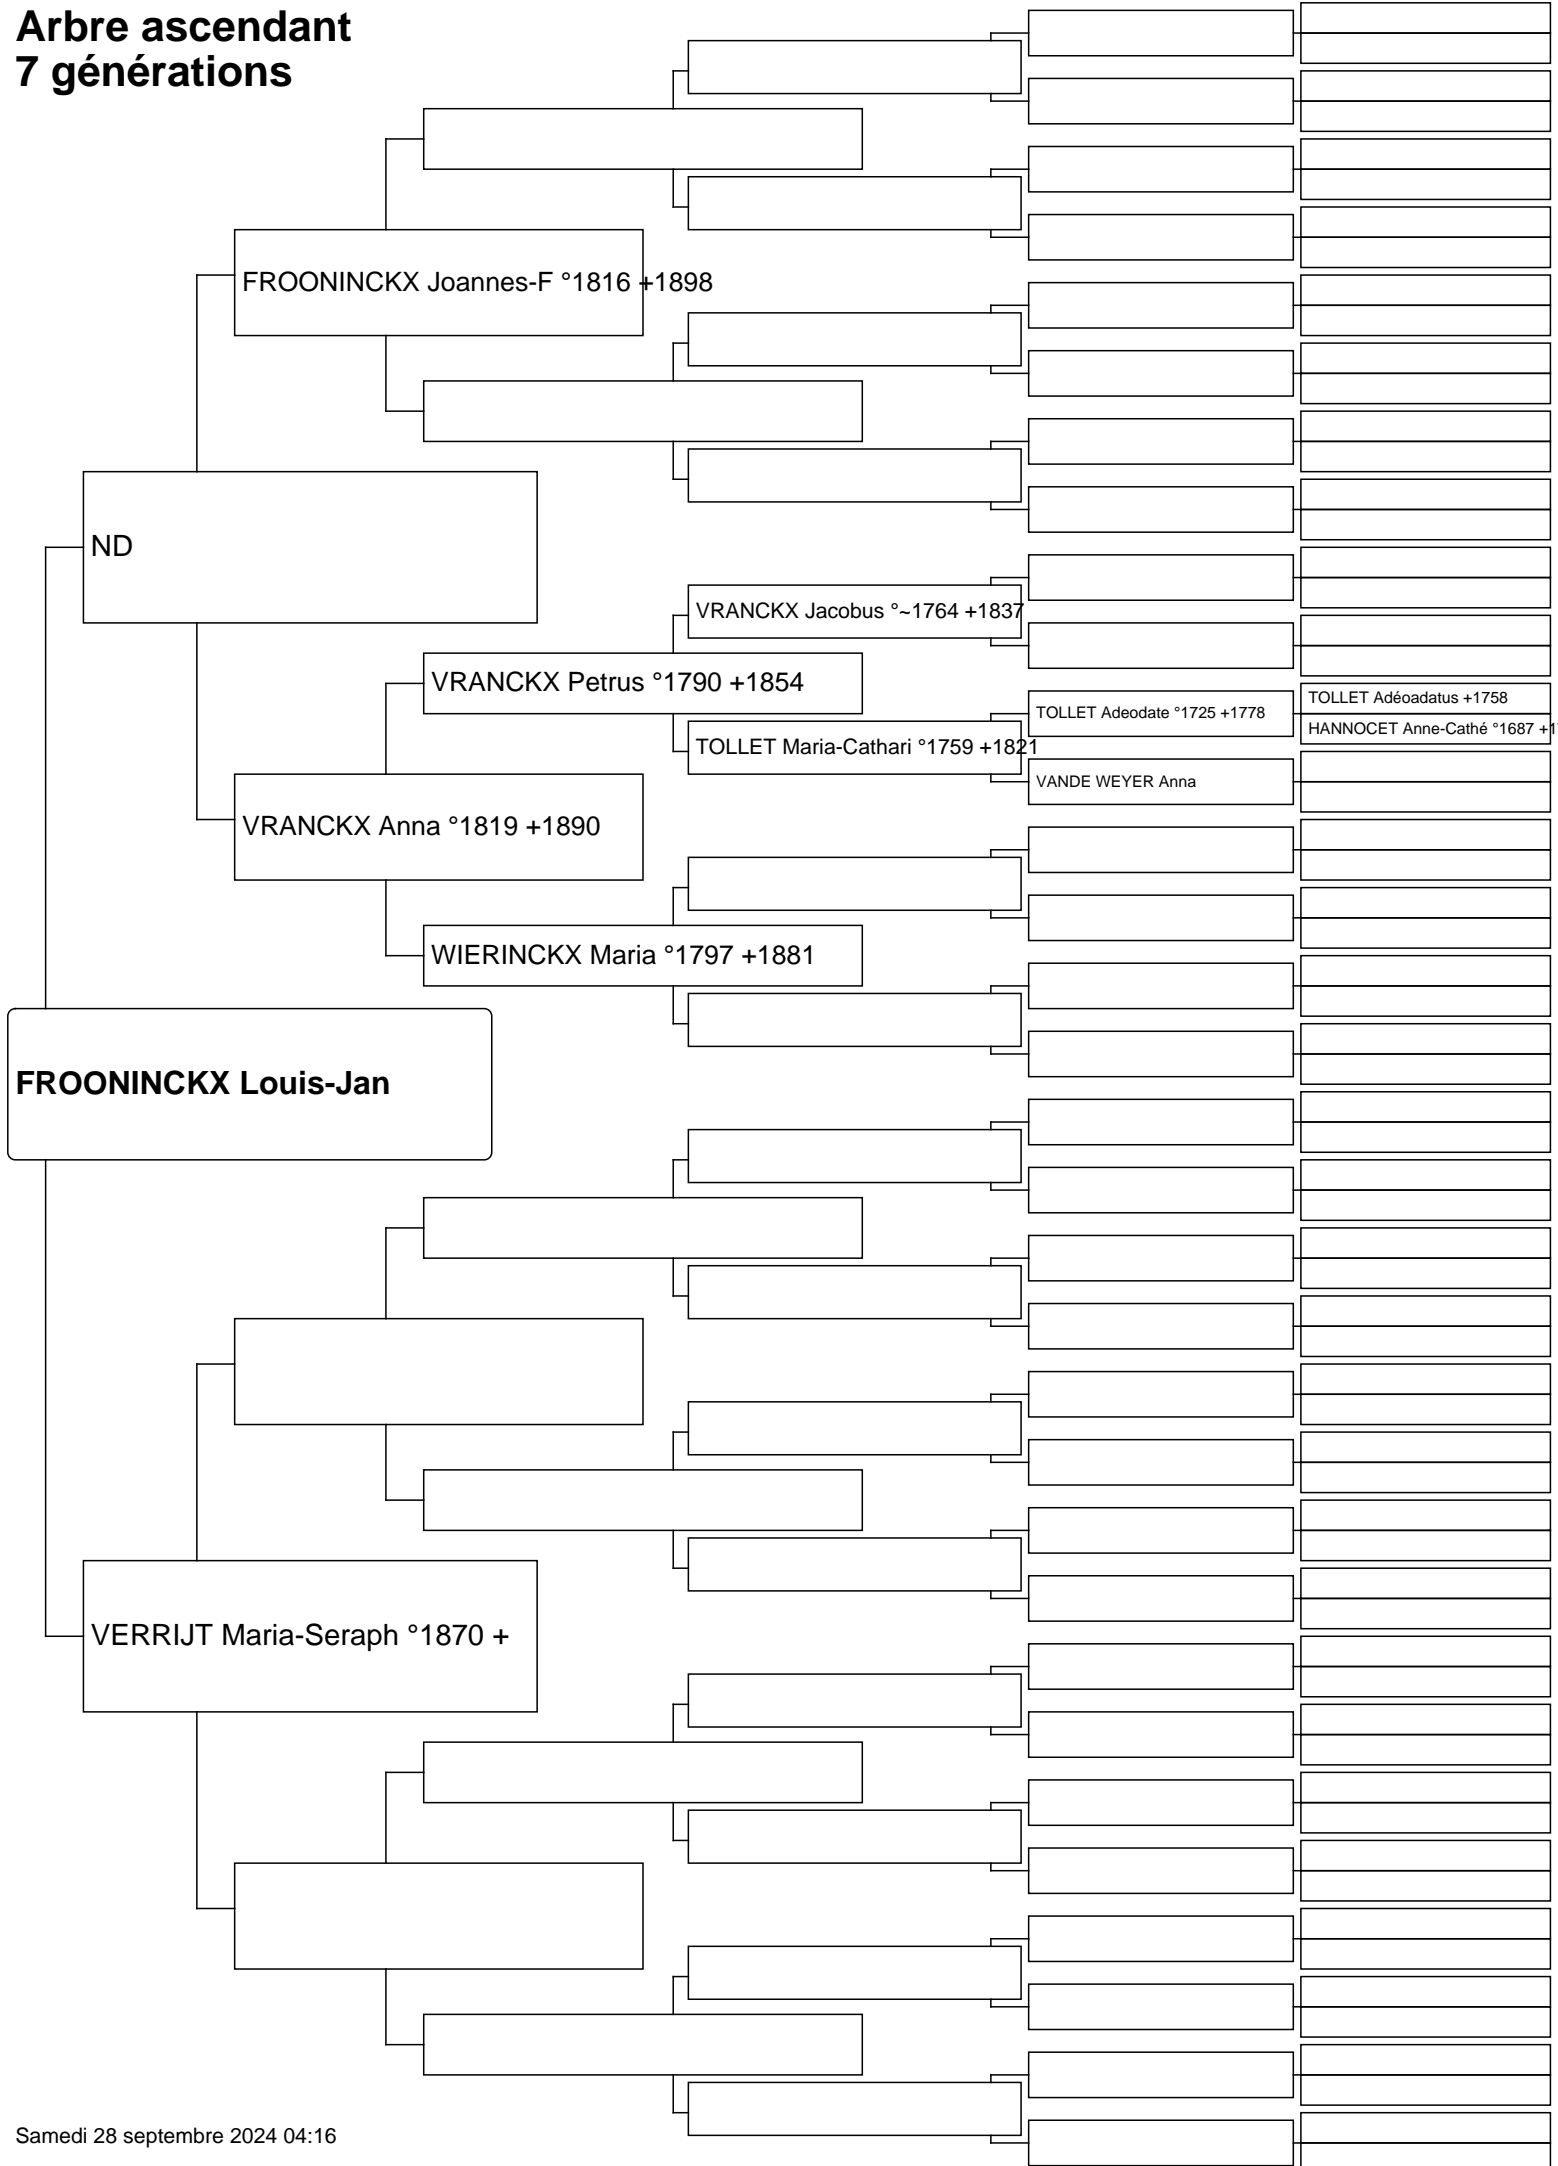 Arbre ascendant
7 générations
FROONINCKX Joannes-F °1816 +1898
ND
VRANCKX Jacobus °~1764 +1837
VRANCKX Petrus °1790 +1854
TOLLET Adéoadatus +1758
TOLLET Adeodate °1725 +1778
HANNOCET Anne-Cathé °1687 +1
TOLLET Maria-Cathari °1759 +1821
VANDE WEYER Anna
VRANCKX Anna °1819 +1890
WIERINCKX Maria °1797 +1881
FROONINCKX Louis-Jan
VERRIJT Maria-Seraph °1870 +
Samedi 28 septembre 2024 04:16